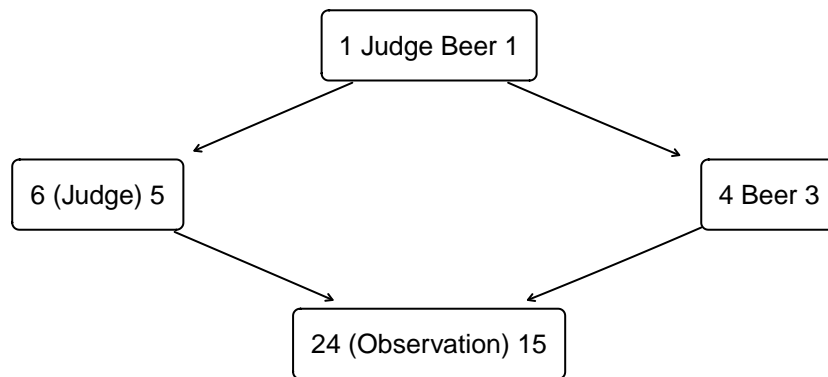 1 Judge Beer 1
6 (Judge) 5
4 Beer 3
24 (Observation) 15